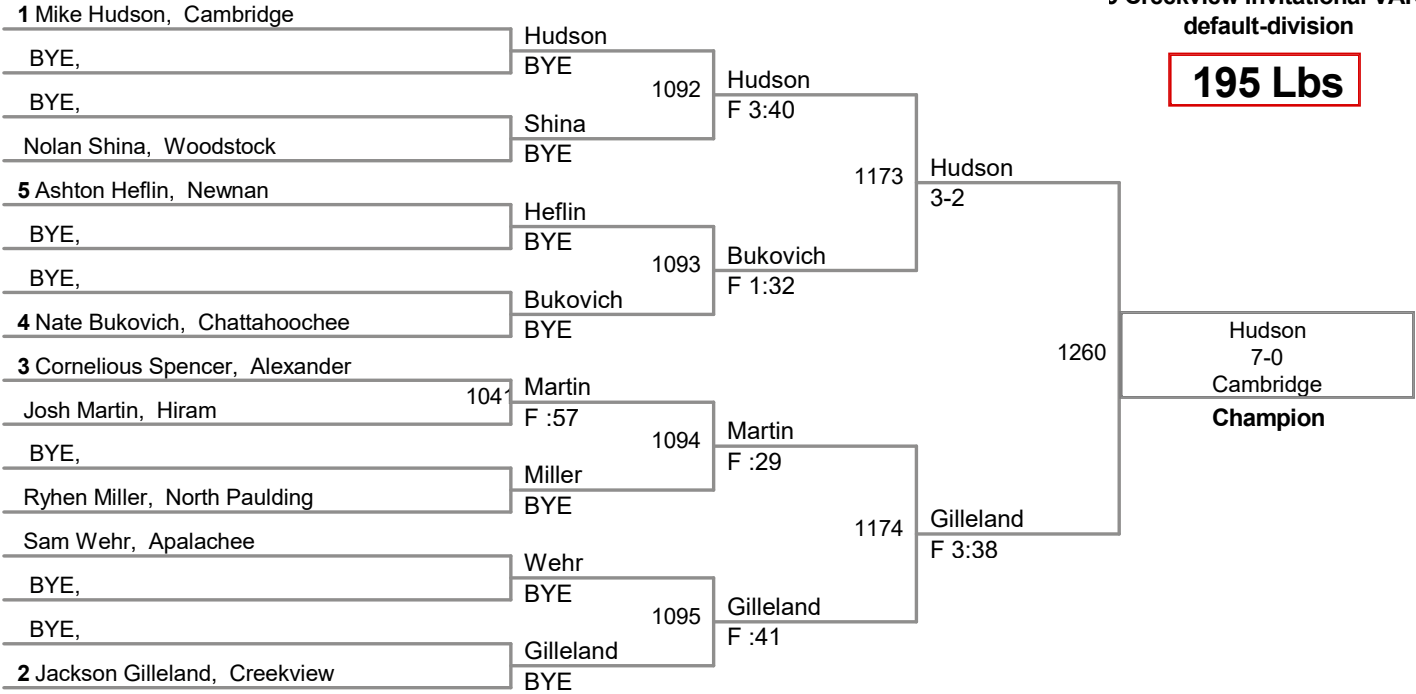 Creekview Invitational
default-division
195 Lbs
1 Mike Hudson, Cambridge
BYE,
BYE,
Nolan Shina, Woodstock
5 Ashton Heflin, Newnan
BYE,
BYE,
4 Nate Bukovich, Chattahoochee
3 Cornelious Spencer, Alexander
Josh Martin, Hiram
BYE,
Ryhen Miller, North Paulding
Sam Wehr, Apalachee
BYE,
BYE,
2 Jackson Gilleland, Creekview
1041
Hudson
BYE
Shina
BYE
Heflin
BYE
Bukovich
BYE
Martin
F :57
Miller
BYE
Wehr
BYE
Gilleland
BYE
1092
1093
1094
1095
Hudson
F 3:40
Bukovich
F 1:32
Martin
F :29
Gilleland
F :41
1173
1174
Hudson
3-2
Gilleland
F 3:38
1260
Hudson
7-0
Cambridge
Champion